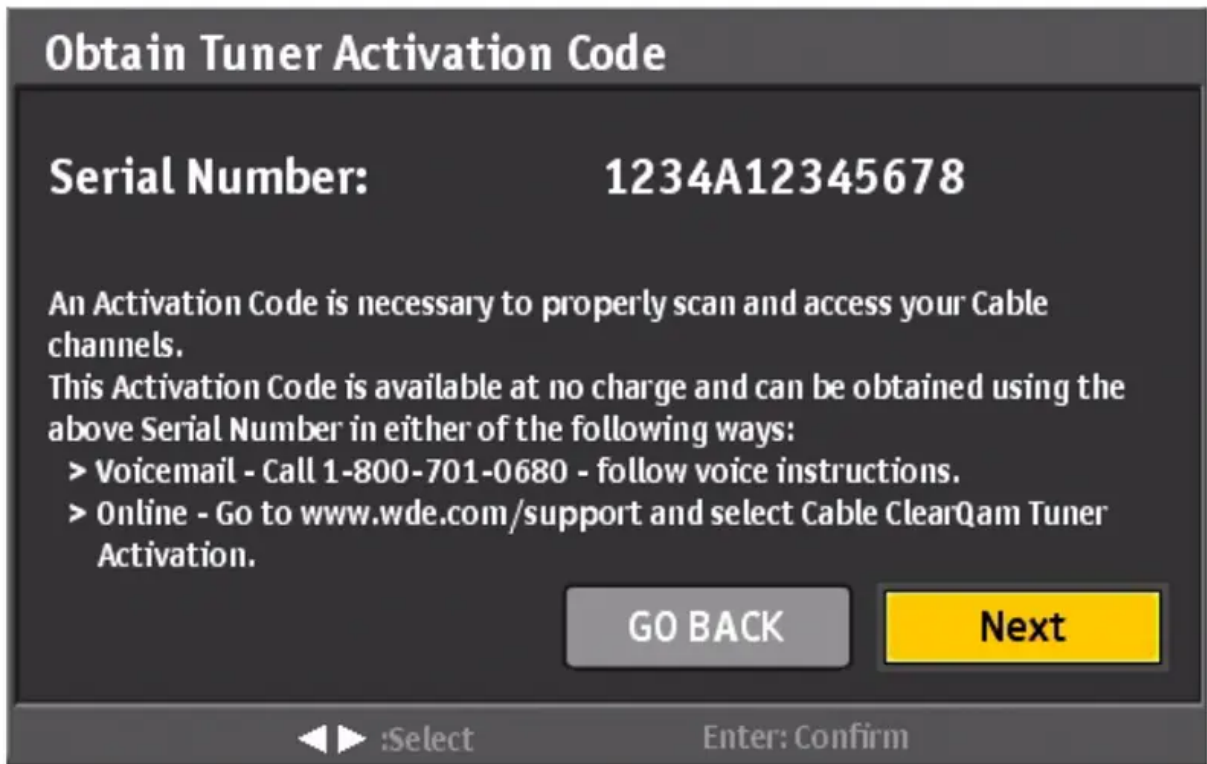 Obtain Tuner Activation Code
Serial Number: 1234A12345678
An Activation Code is necessary to properly scan and access your Cable
channels.
This Activation Code is available at no charge and can be obtained using the
above Serial Number in either of the following ways:
> Voicemail - Call 1-800-701-0680 - follow voice instructions.
> Online - Go to www.wde.com/support and select Cable ClearQam Tuner
Activation.
GO BACK Next
◀▶ :Select Enter: Confirm